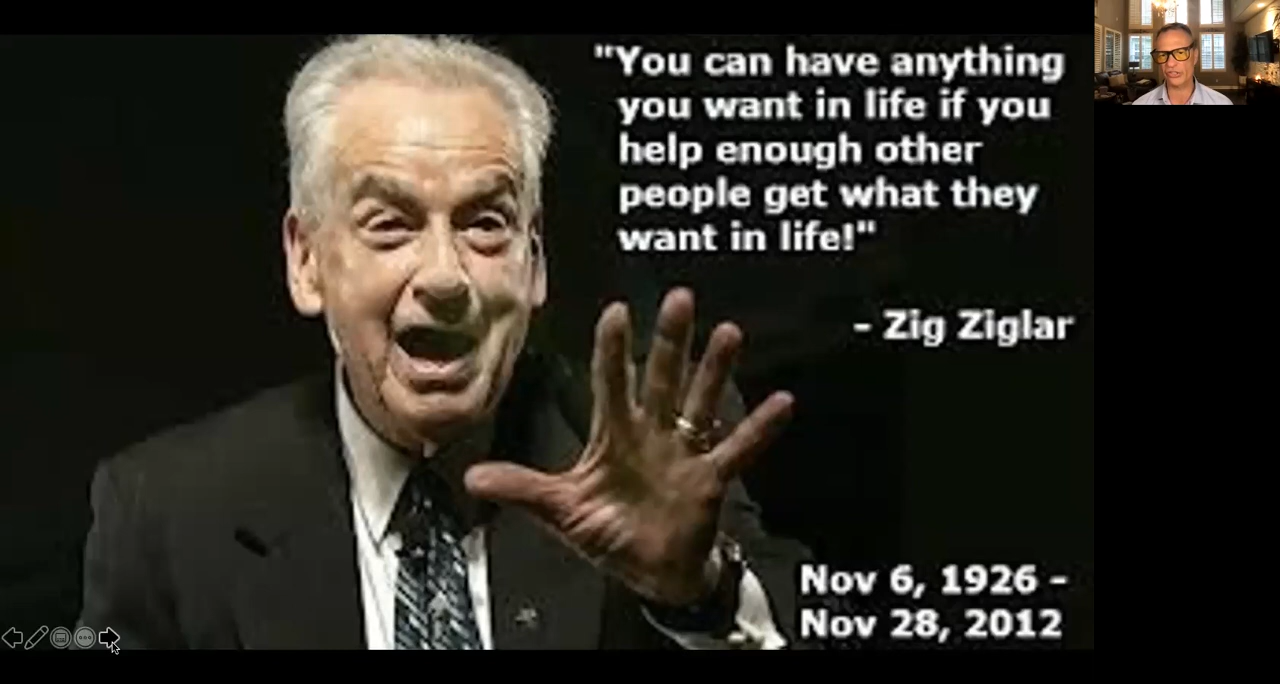 "You can have anything
you want in life if you
help enough other
people get what they
want in life!"
- Zig Ziglar
Nov 6, 1926 -
Nov 28, 2012